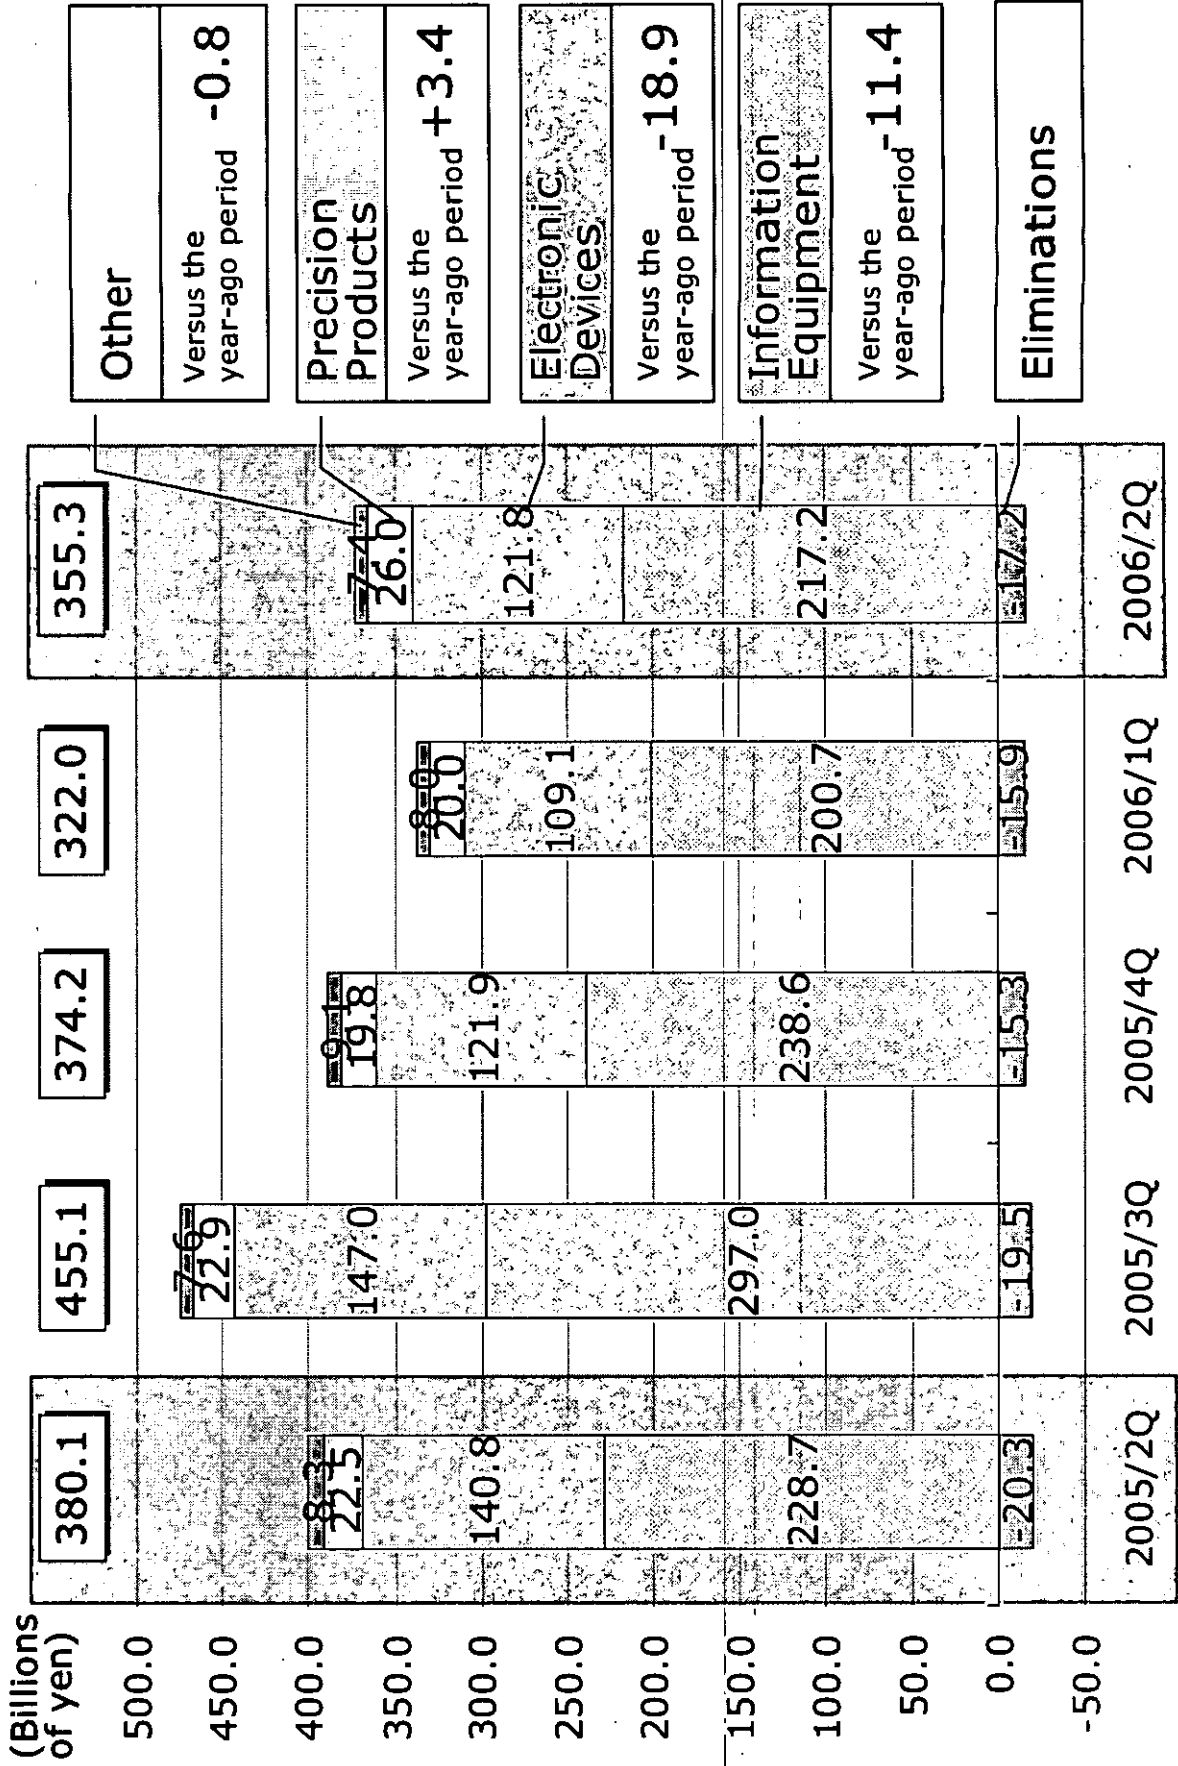 (Billions
of yen)
380.1
455.1
374.2
322.0
355.3
500.0
450.0
400.0
350.0
300.0
250.0
200.0
150.0
100.0
50.0
0.0
-50.0
8.3
22.5
140.8
228.7
-20.3
7.6
22.9
147.0
297.0
-19.5
9.1
19.8
121.9
238.6
-15.3
8.0
20.0
109.1
200.7
-15.9
7.4
26.0
121.8
217.2
-17.2
2005/2Q
2005/3Q
2005/4Q
2006/1Q
2006/2Q
Other
Versus the
year-ago period -0.8
Precision
Products
Versus the
year-ago period +3.4
Electronic
Devices
Versus the
year-ago period -18.9
Information
Equipment
Versus the
year-ago period -11.4
Eliminations